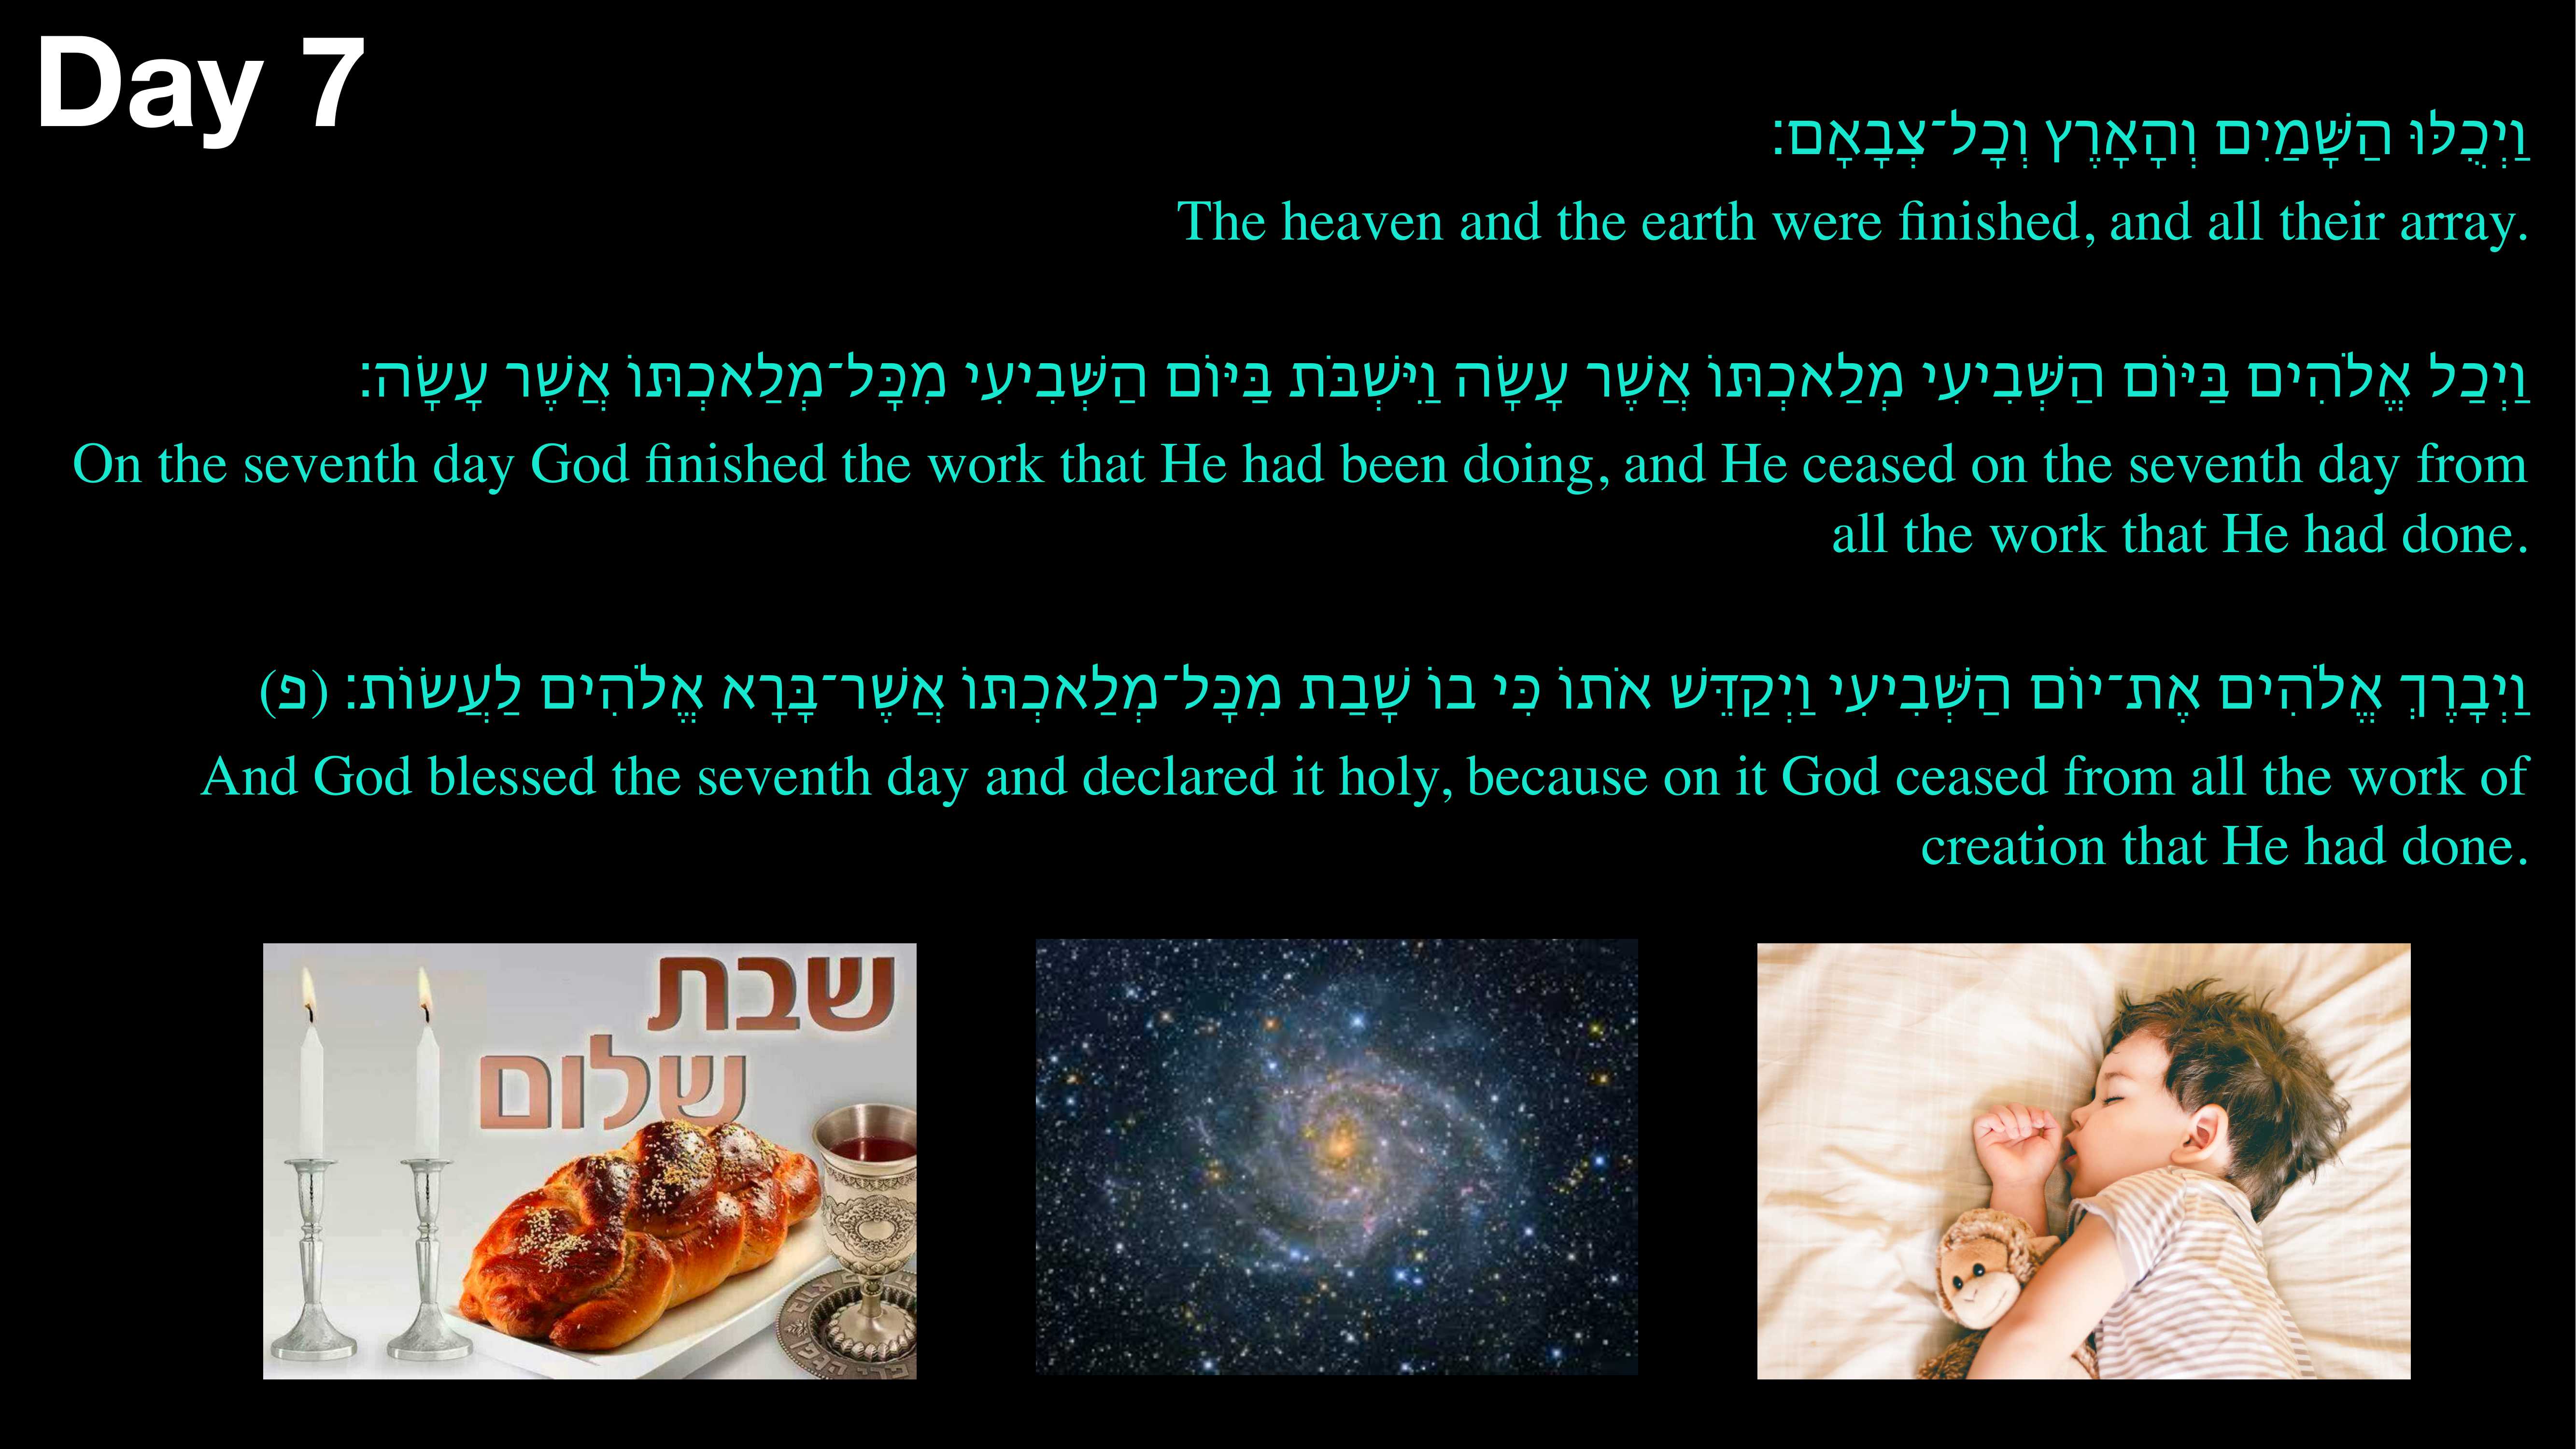 Day 7
וַיְכֻלּוּ הַשָּׁמַיִם וְהָאָרֶץ וְכָל־צְבָאָם׃
The heaven and the earth were finished, and all their array.
וַיְכַל אֱלֹהִים בַּיּוֹם הַשְּׁבִיעִי מְלַאכְתּוֹ אֲשֶׁר עָשָׂה וַיִּשְׁבֹּת בַּיּוֹם הַשְּׁבִיעִי מִכָּל־מְלַאכְתּוֹ אֲשֶׁר עָשָׂה׃
On the seventh day God finished the work that He had been doing, and He ceased on the seventh day from
all the work that He had done.
וַיְבָרֶךְ אֱלֹהִים אֶת־יוֹם הַשְּׁבִיעִי וַיְקַדֵּשׁ אֹתוֹ כִּי בוֹ שָׁבַת מִכָּל־מְלַאכְתּוֹ אֲשֶׁר־בָּרָא אֱלֹהִים לַעֲשׂוֹת׃ (פ)
And God blessed the seventh day and declared it holy, because on it God ceased from all the work of
creation that He had done.
שבת
שלום